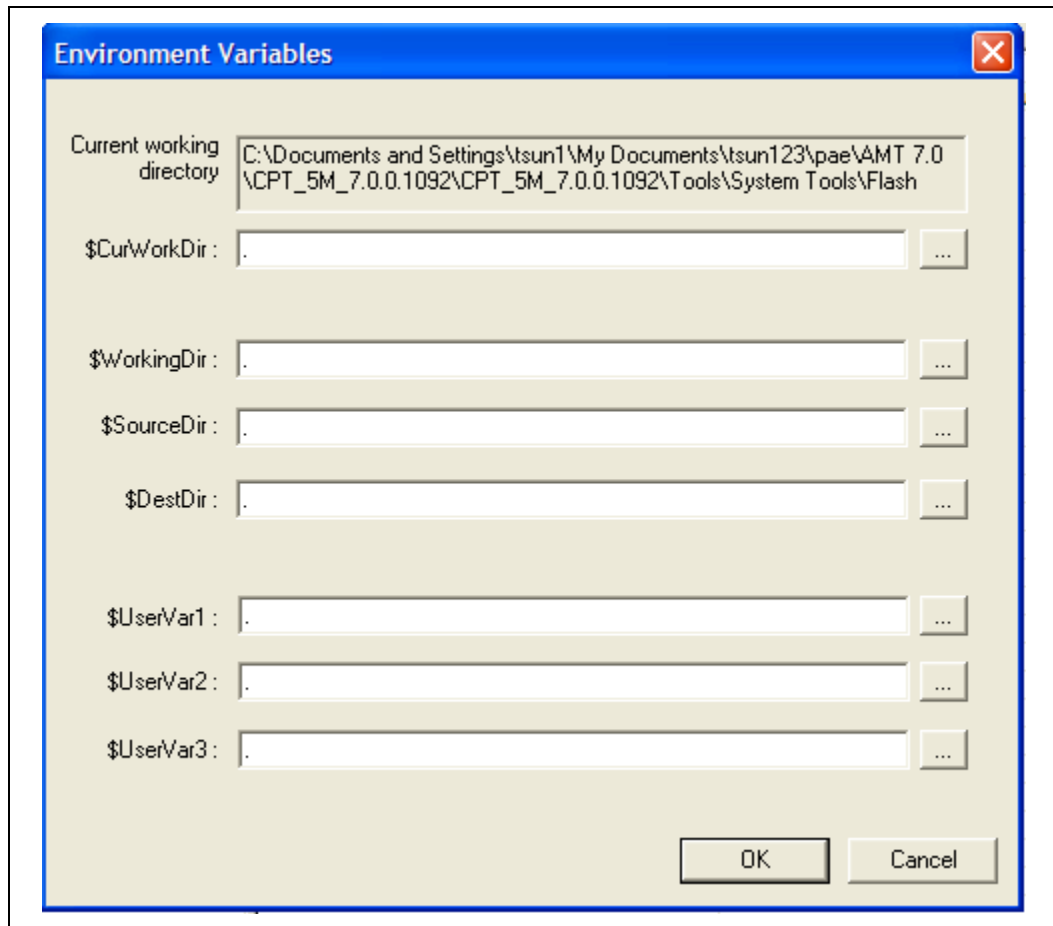 Environment Variables
Current working
directory
C:\Documents and Settings\tsun1\My Documents\tsun123\pae\AMT 7.0
\CPT_5M_7.0.0.1092\CPT_5M_7.0.0.1092\Tools\System Tools\Flash
$CurWorkDir : . ...
$WorkingDir : . ...
$SourceDir : . ...
$DestDir : . ...
$UserVar1 : . ...
$UserVar2 : . ...
$UserVar3 : . ...
OK Cancel